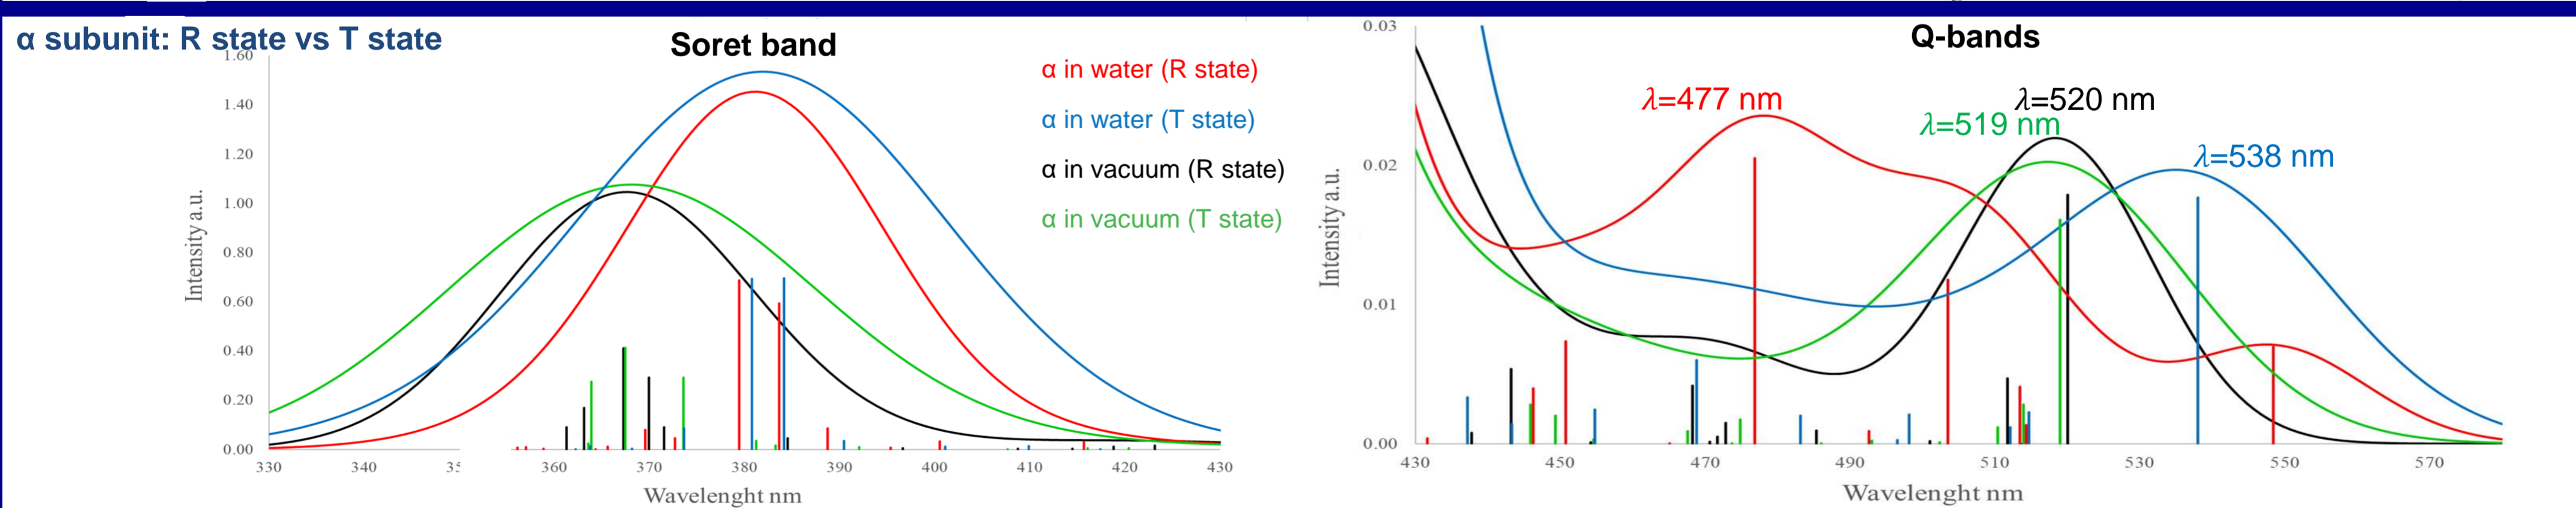 α subunit: R state vs T state
Soret band
1.60
1.40
1.20
1.00
0.80
0.60
0.40
0.20
0.00
Intensity a.u.
330 340 360 370 380 390 400 410 420 430
Wavelenght nm
α in water (R state)
α in water (T state)
α in vacuum (R state)
α in vacuum (T state)
Q-bands
0.03
0.02
0.01
0.00
Intensity a.u.
λ=477 nm
λ=520 nm
λ=519 nm
λ=538 nm
430 450 470 490 510 530 550 570
Wavelenght nm